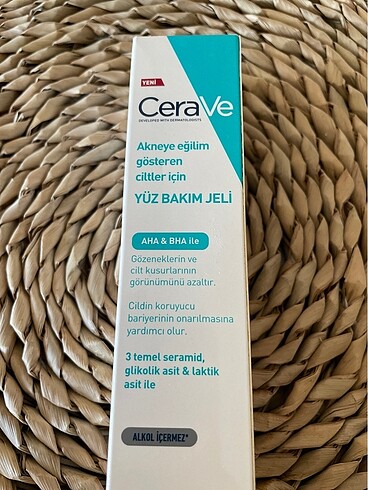 YENİ
CeraVe
DEVELOPED WITH DERMATOLOGISTS
Akneye eğilim
gösteren
ciltler için
YÜZ BAKIM JELİ
AHA & BHA ile
Gözeneklerin ve
cilt kusurlarının
görünümünü azaltır.
Cildin koruyucu
bariyerinin onarılmasına
yardımcı olur.
3 temel seramid,
glikolik asit & laktik
asit ile
ALKOL İÇERMEZ*